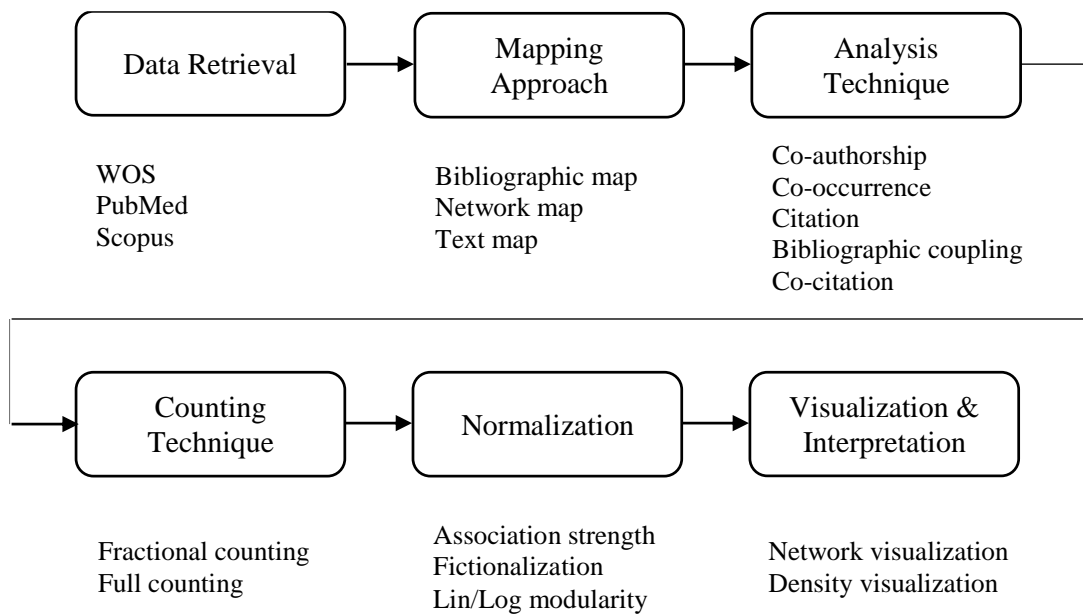 Data Retrieval
Mapping
Approach
Analysis
Technique
WOS
PubMed
Scopus
Bibliographic map
Network map
Text map
Co-authorship
Co-occurrence
Citation
Bibliographic coupling
Co-citation
Counting
Technique
Normalization
Visualization &
Interpretation
Fractional counting
Full counting
Association strength
Fictionalization
Lin/Log modularity
Network visualization
Density visualization